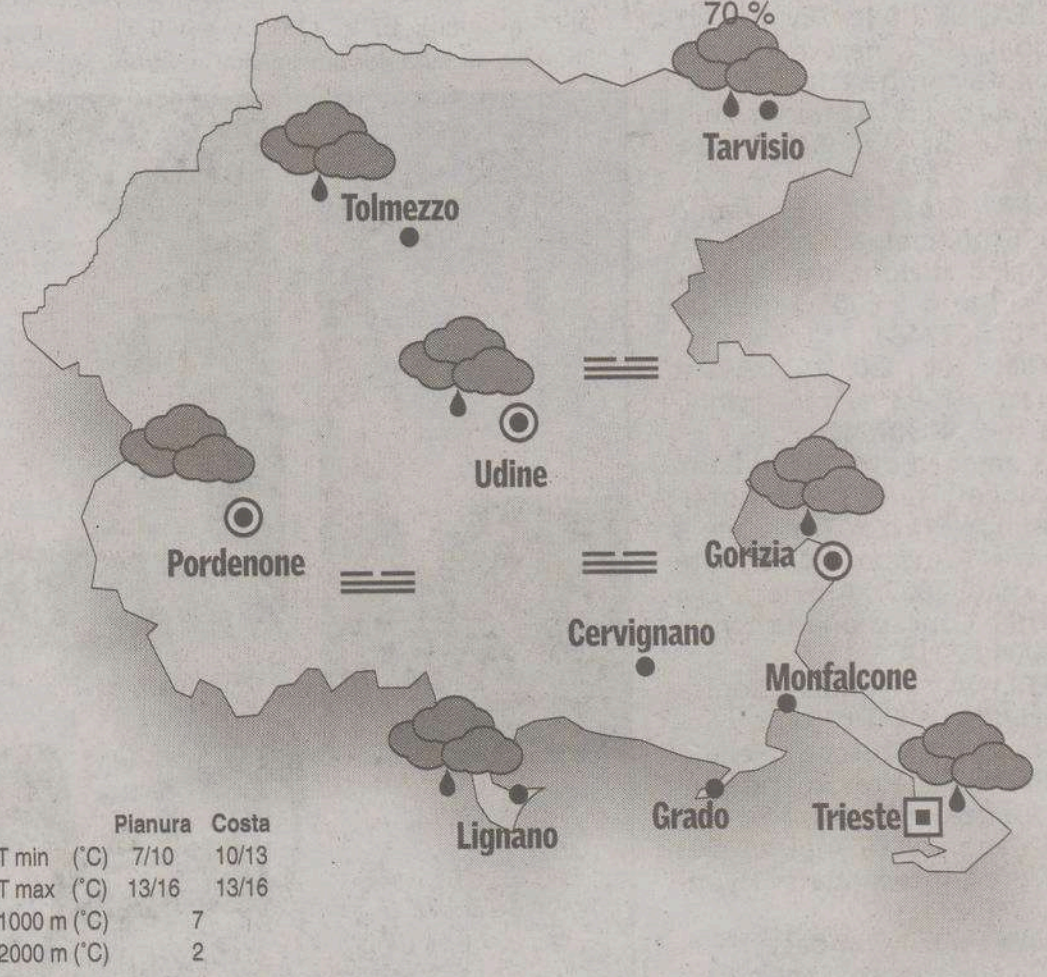 70 %
Tarvisio
Tolmezzo
Udine
Pordenone
Gorizia
Cervignano
Monfalcone
Lignano
Grado
Trieste
Pianura Costa
T min (°C) 7/10 10/13
T max (°C) 13/16 13/16
1000 m (°C) 7
2000 m (°C) 2